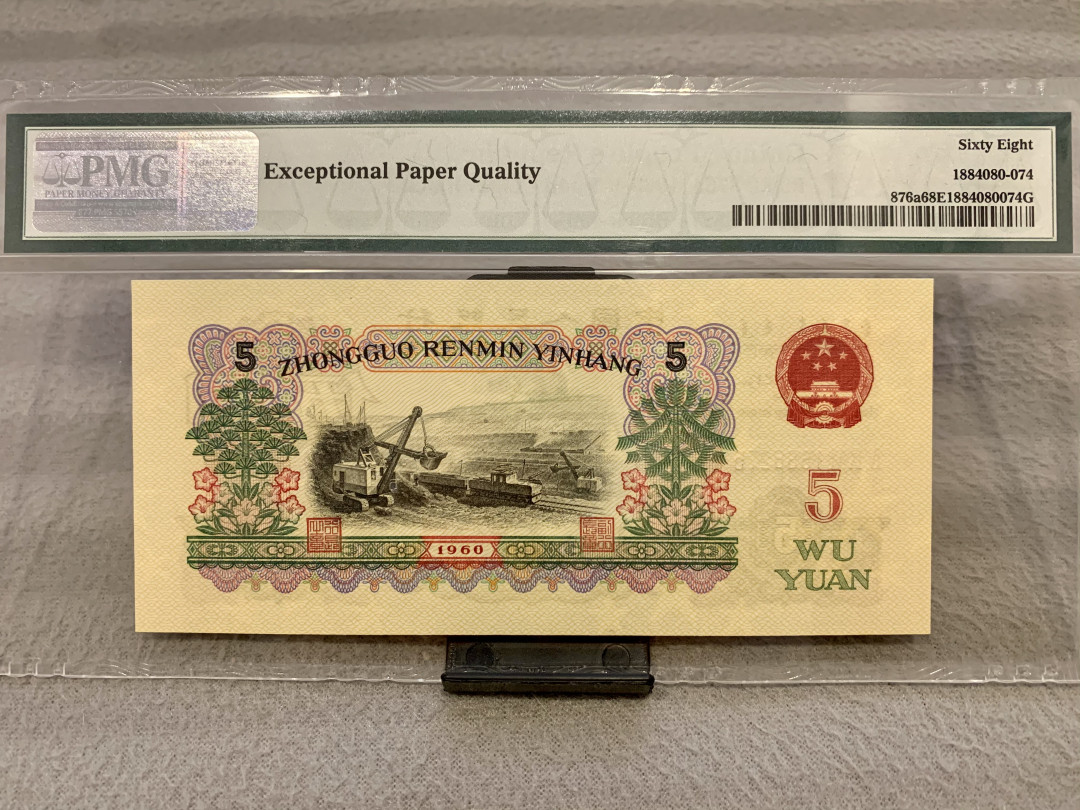 PMG
PAPER MONEY GUARANTY
Exceptional Paper Quality
Sixty Eight
1884080-074
876a68E1884080074G
5
ZHONGGUO RENMIN YINHANG
5
5
1960
WU
YUAN